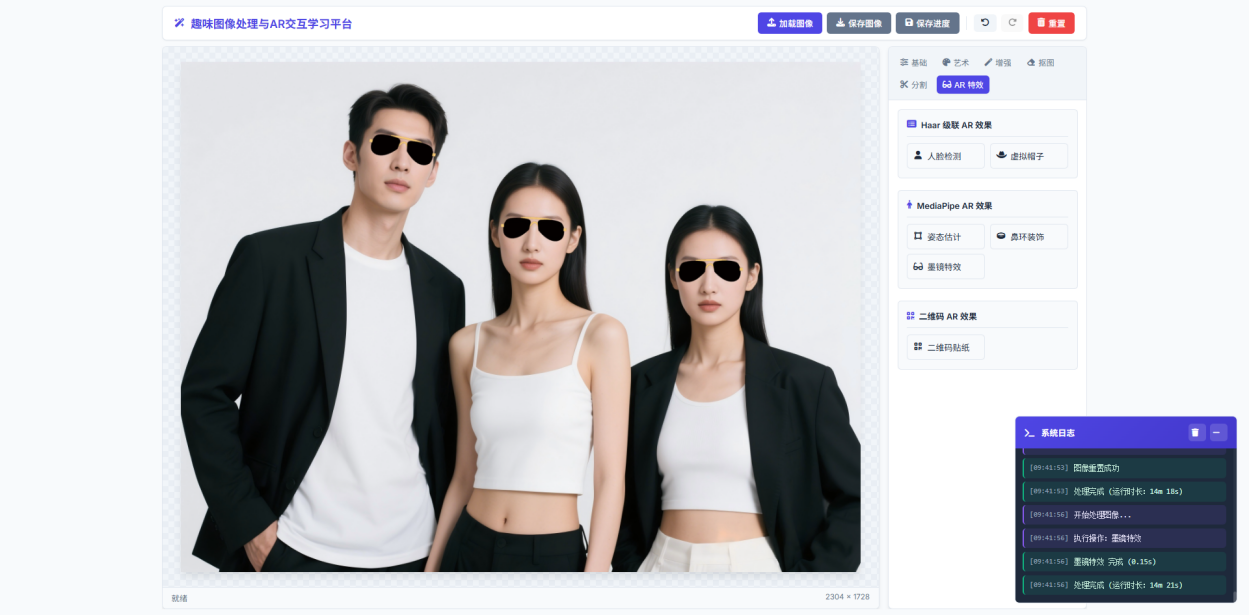 趣味图像处理与AR交互学习平台
加载图像
保存图像
保存进度
重置
基础
艺术
增强
抠图
分割
AR 特效
Haar 级联 AR 效果
人脸检测
虚拟帽子
MediaPipe AR 效果
姿态估计
鼻环装饰
墨镜特效
二维码 AR 效果
二维码贴纸
系统日志
[09:41:53] 图像重置成功
[09:41:53] 处理完成 (运行时长: 14m 18s)
[09:41:56] 开始处理图像...
[09:41:56] 执行操作: 墨镜特效
[09:41:56] 墨镜特效 完成 (0.15s)
[09:41:56] 处理完成 (运行时长: 14m 21s)
就绪
2304 × 1728